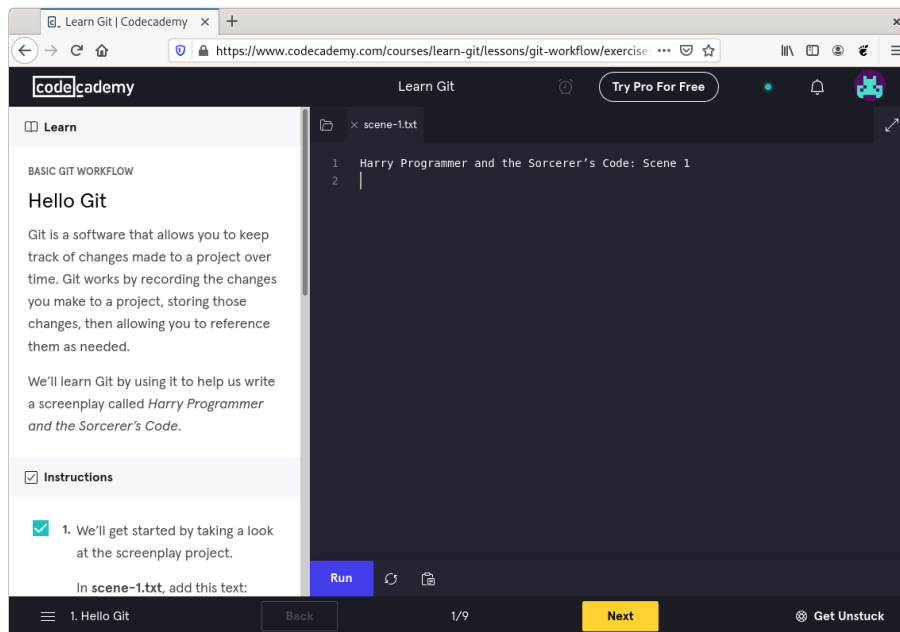 Learn Git | Codecademy
https://www.codecademy.com/courses/learn-git/lessons/git-workflow/exercise
codecademy
Learn Git
Try Pro For Free
Learn
scene-1.txt
BASIC GIT WORKFLOW
Hello Git
Git is a software that allows you to keep
track of changes made to a project over
time. Git works by recording the changes
you make to a project, storing those
changes, then allowing you to reference
them as needed.
We’ll learn Git by using it to help us write
a screenplay called Harry Programmer
and the Sorcerer’s Code.
Instructions
1. We’ll get started by taking a look
at the screenplay project.
In scene-1.txt, add this text:
1 Harry Programmer and the Sorcerer’s Code: Scene 1
2
Run
1. Hello Git
Back
1/9
Next
Get Unstuck